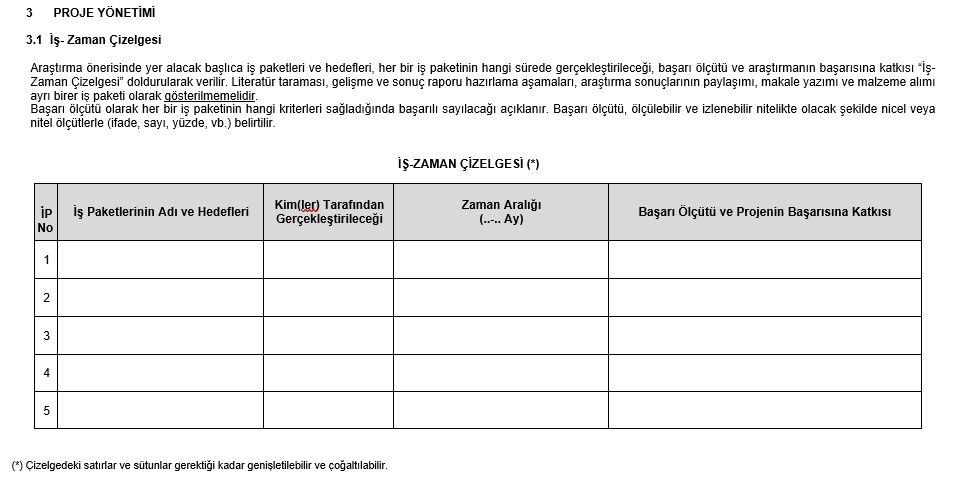 3 PROJE YÖNETİMİ
3.1 İş- Zaman Çizelgesi
Araştırma önerisinde yer alacak başlıca iş paketleri ve hedefleri, her bir iş paketinin hangi sürede gerçekleştirileceği, başarı ölçütü ve araştırmanın başarısına katkısı “İş-
Zaman Çizelgesi” doldurularak verilir. Literatür taraması, gelişme ve sonuç raporu hazırlama aşamaları, araştırma sonuçlarının paylaşımı, makale yazımı ve malzeme alımı
ayrı birer iş paketi olarak gösterilmemelidir.
Başarı ölçütü olarak her bir iş paketinin hangi kriterleri sağladığında başarılı sayılacağı açıklanır. Başarı ölçütü, ölçülebilir ve izlenebilir nitelikte olacak şekilde nicel veya
nitel ölçütlerle (ifade, sayı, yüzde, vb.) belirtilir.
İŞ-ZAMAN ÇİZELGESİ (*)
İP
No
İş Paketlerinin Adı ve Hedefleri
Kim(ler) Tarafından
Gerçekleştirileceği
Zaman Aralığı
(..-.. Ay)
Başarı Ölçütü ve Projenin Başarısına Katkısı
1
2
3
4
5
(*) Çizelgedeki satırlar ve sütunlar gerektiği kadar genişletilebilir ve çoğaltılabilir.